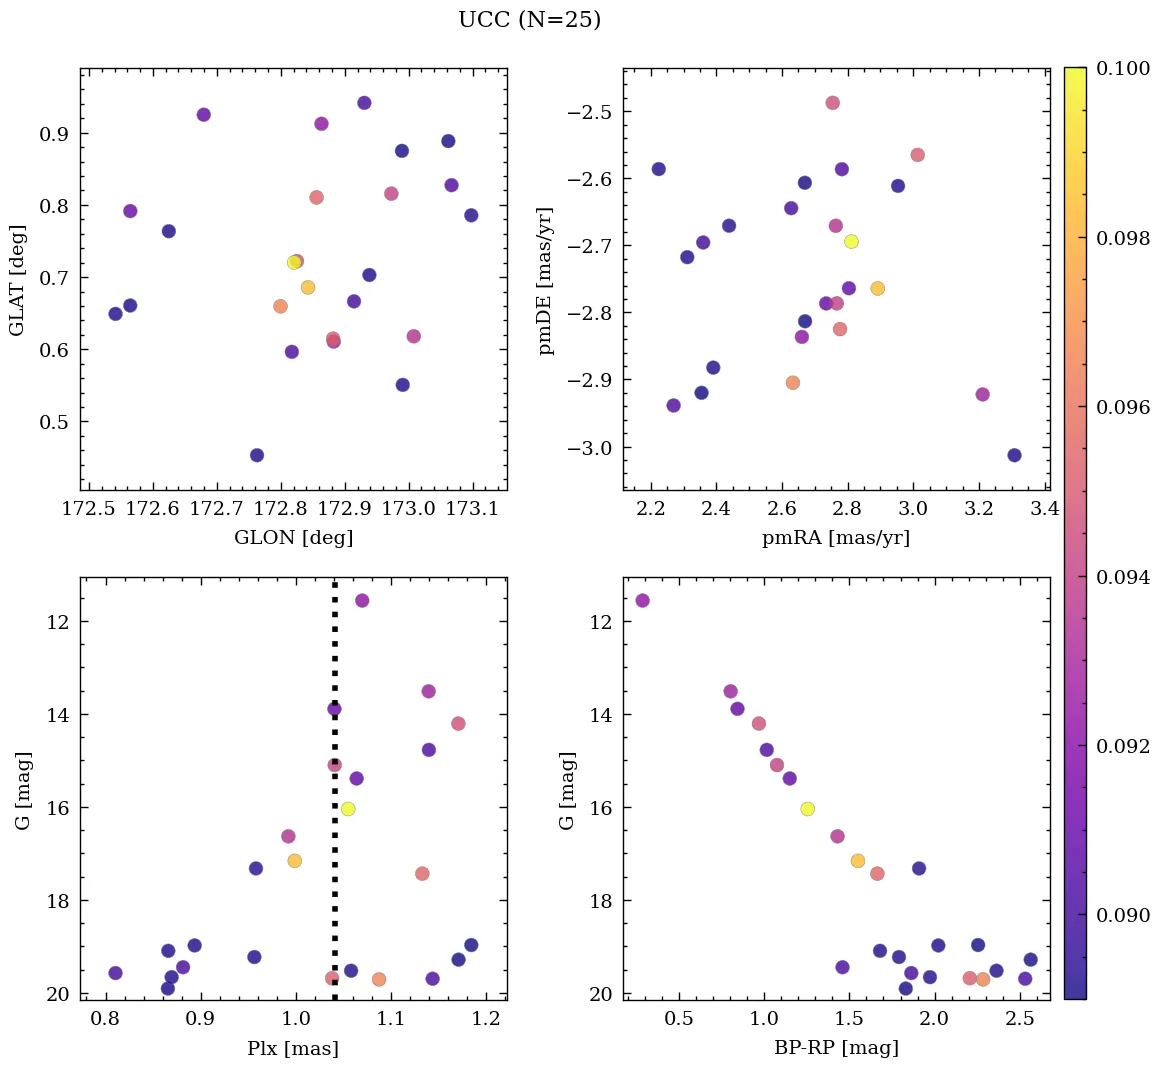 UCC (N=25)
0.9
0.8
0.7
0.6
0.5
GLAT [deg]
172.5 172.6 172.7 172.8 172.9 173.0 173.1
GLON [deg]
−2.5
−2.6
−2.7
−2.8
−2.9
−3.0
pmDE [mas/yr]
2.2 2.4 2.6 2.8 3.0 3.2 3.4
pmRA [mas/yr]
0.100
0.098
0.096
0.094
0.092
0.090
12
14
16
18
20
G [mag]
0.8 0.9 1.0 1.1 1.2
Plx [mas]
12
14
16
18
20
G [mag]
0.5 1.0 1.5 2.0 2.5
BP-RP [mag]